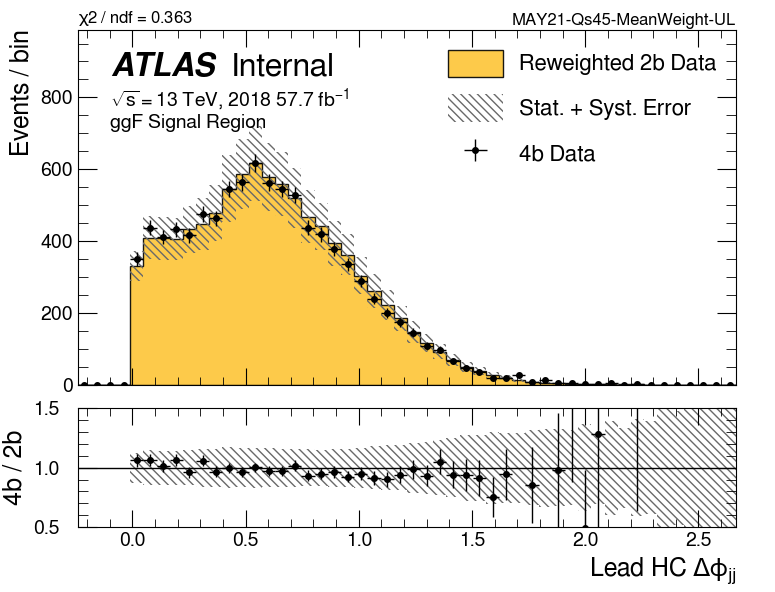 χ2 / ndf = 0.363
MAY21-Qs45-MeanWeight-UL
ATLAS Internal
√s = 13 TeV, 2018 57.7 fb⁻¹
ggF Signal Region
Reweighted 2b Data
Stat. + Syst. Error
4b Data
Events / bin
800
600
400
200
0
4b / 2b
1.5
1.0
0.5
0.0 0.5 1.0 1.5 2.0 2.5
Lead HC Δϕjj